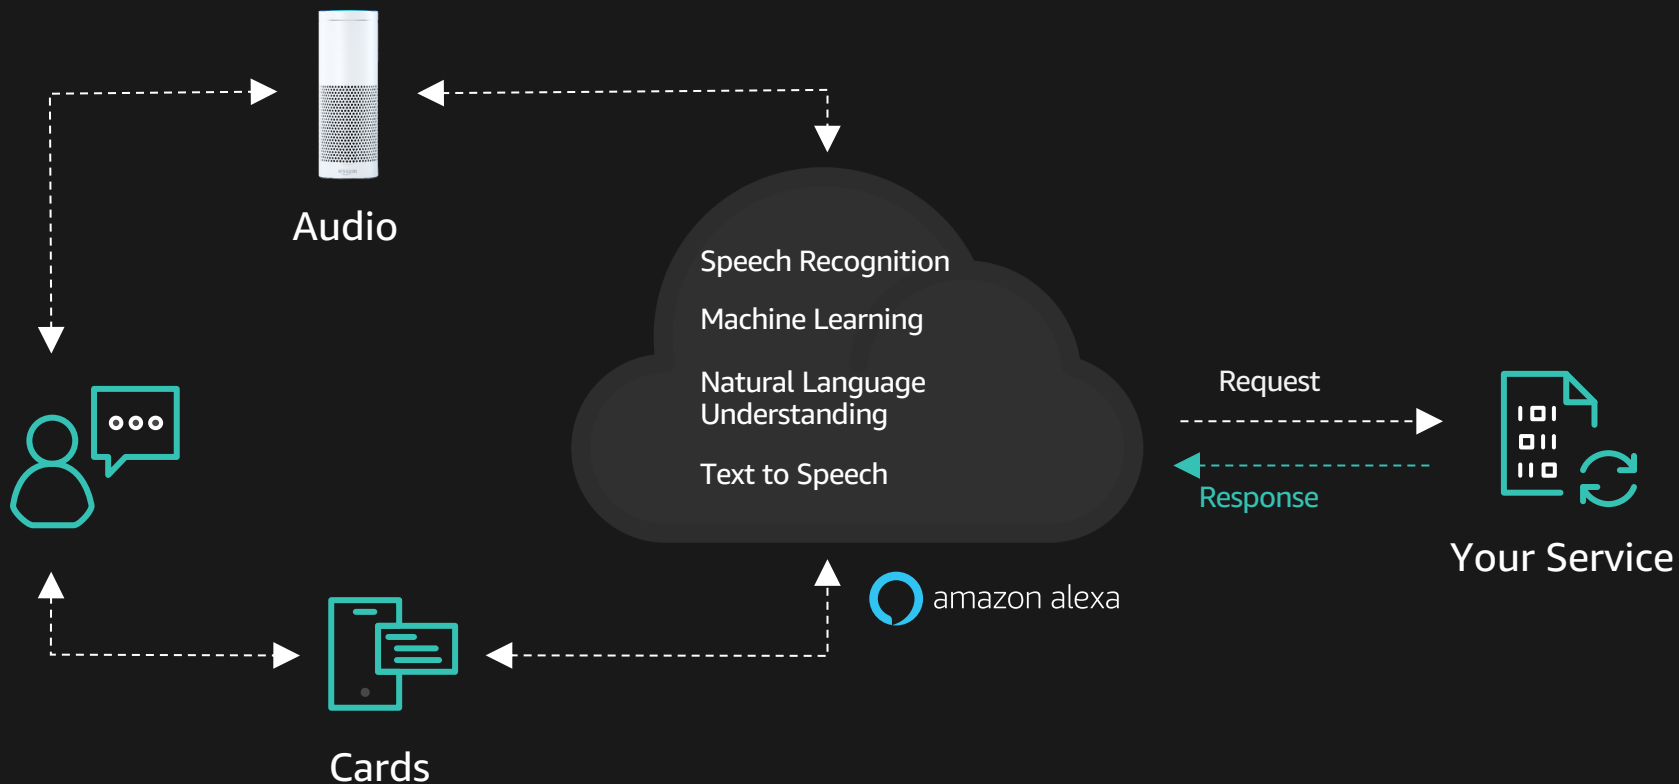 Audio
Speech Recognition
Machine Learning
Natural Language
Understanding
Text to Speech
Request
Response
Your Service
amazon alexa
Cards